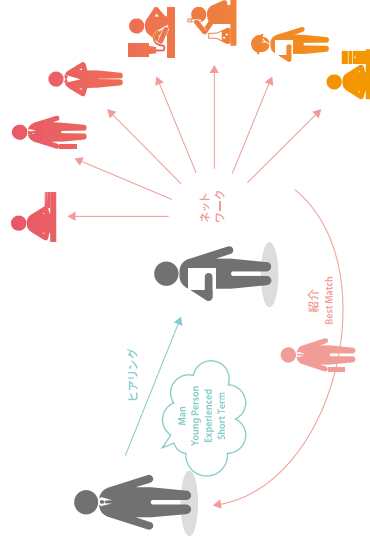 ネット
ワーク
ヒアリング
Man
Young Person
Experienced
Short Term
紹介
Best Match